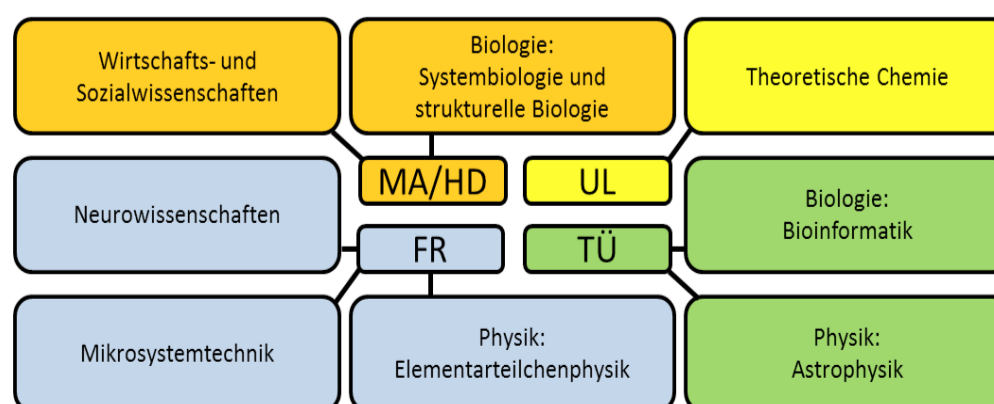 Wirtschafts- und
Sozialwissenschaften
Biologie:
Systembiologie und
strukturelle Biologie
Theoretische Chemie
MA/HD
UL
Neurowissenschaften
Biologie:
Bioinformatik
FR
TÜ
Mikrosystemtechnik
Physik:
Elementarteilchenphysik
Physik:
Astrophysik